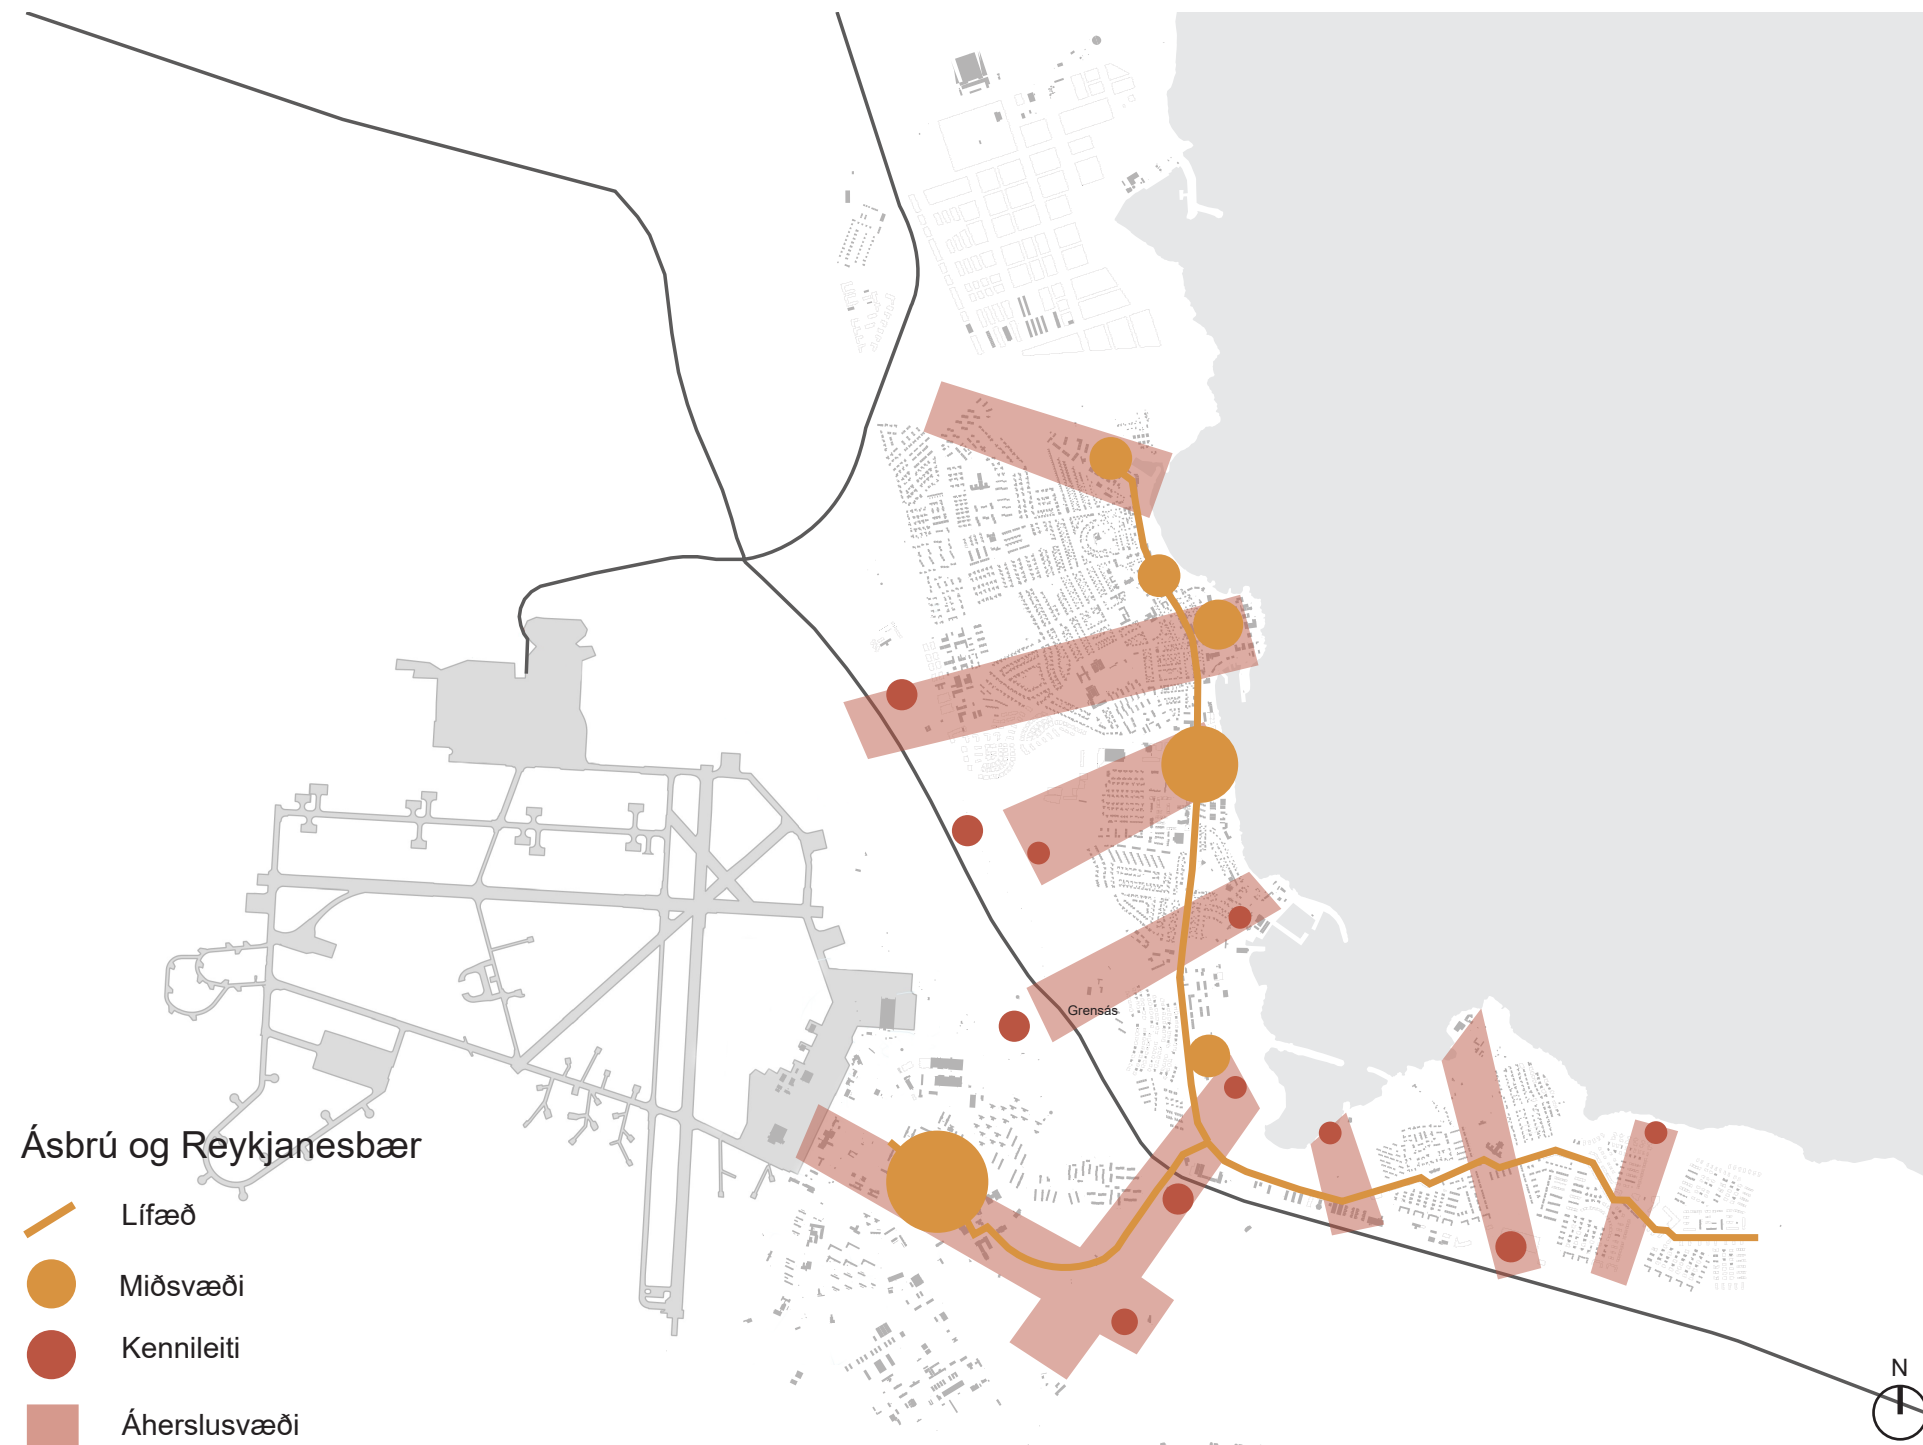 Grensás
Ásbrú og Reykjanesbær
Lífæð
Miðsvæði
Kennileiti
Áherslusvæði
N